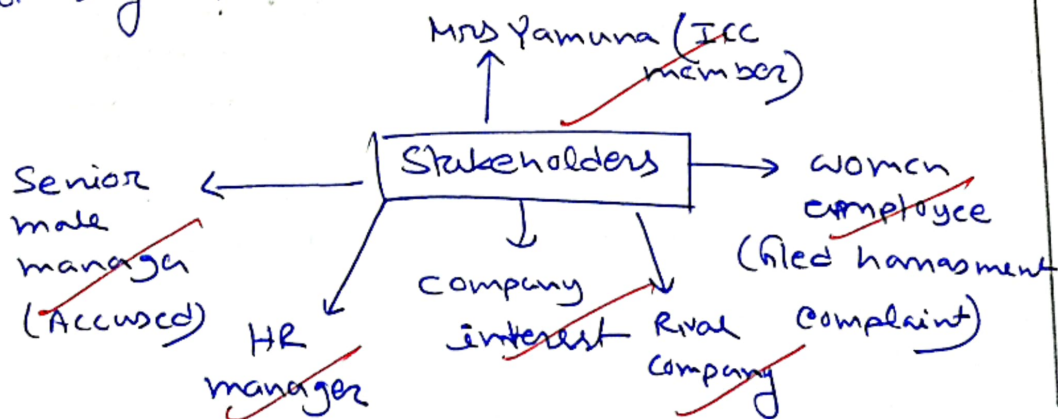 Mrs Yamuna (ICC
member)
Stakeholders
Senior
male
manager
(Accused)
HR
manager
Company
interest
Rival
company
women
employee
(filed harrasment
complaint)